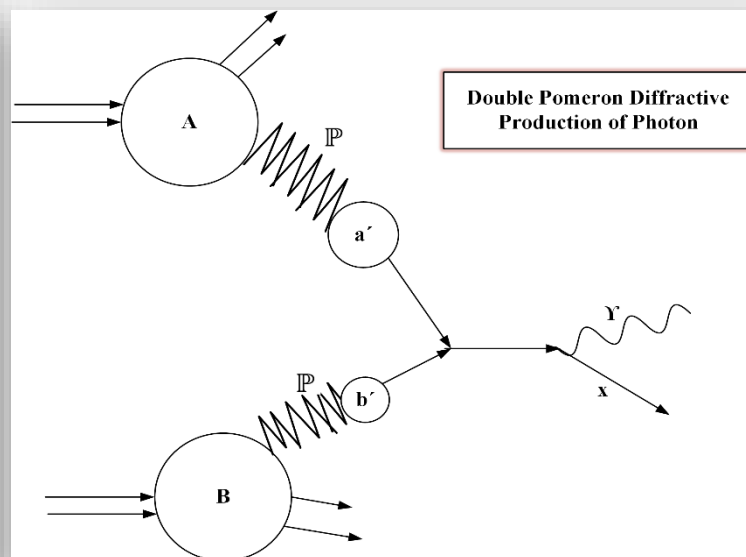 A
ℙ
Double Pomeron Diffractive
Production of Photon
a´
ϒ
ℙ
b´
x
B